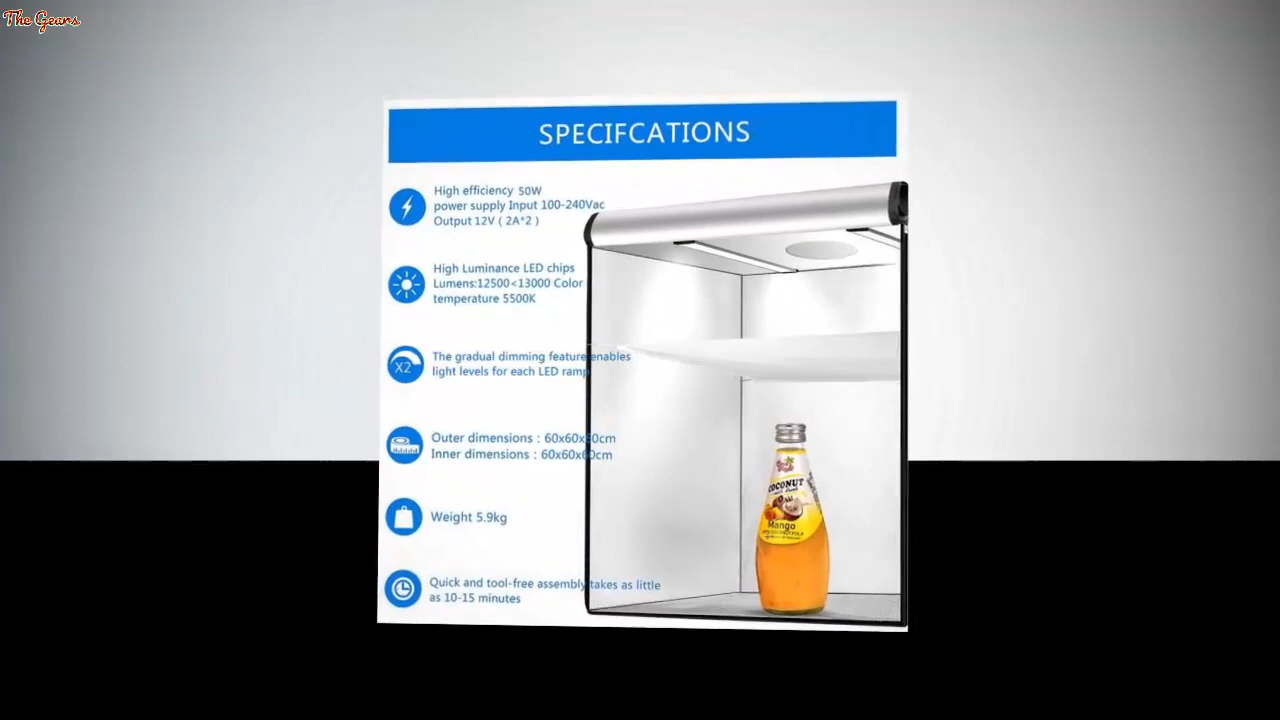 The Gears
SPECIFCATIONS
High efficiency 50W
power supply Input 100-240Vac
Output 12V ( 2A*2 )
High Luminance LED chips
Lumens:12500<13000 Color
temperature 5500K
X2
The gradual dimming feature enables
light levels for each LED ramp
Outer dimensions : 60x60x60cm
Inner dimensions : 60x60x60cm
Weight 5.9kg
Quick and tool-free assembly takes as little
as 10-15 minutes
COCONUT
Mango